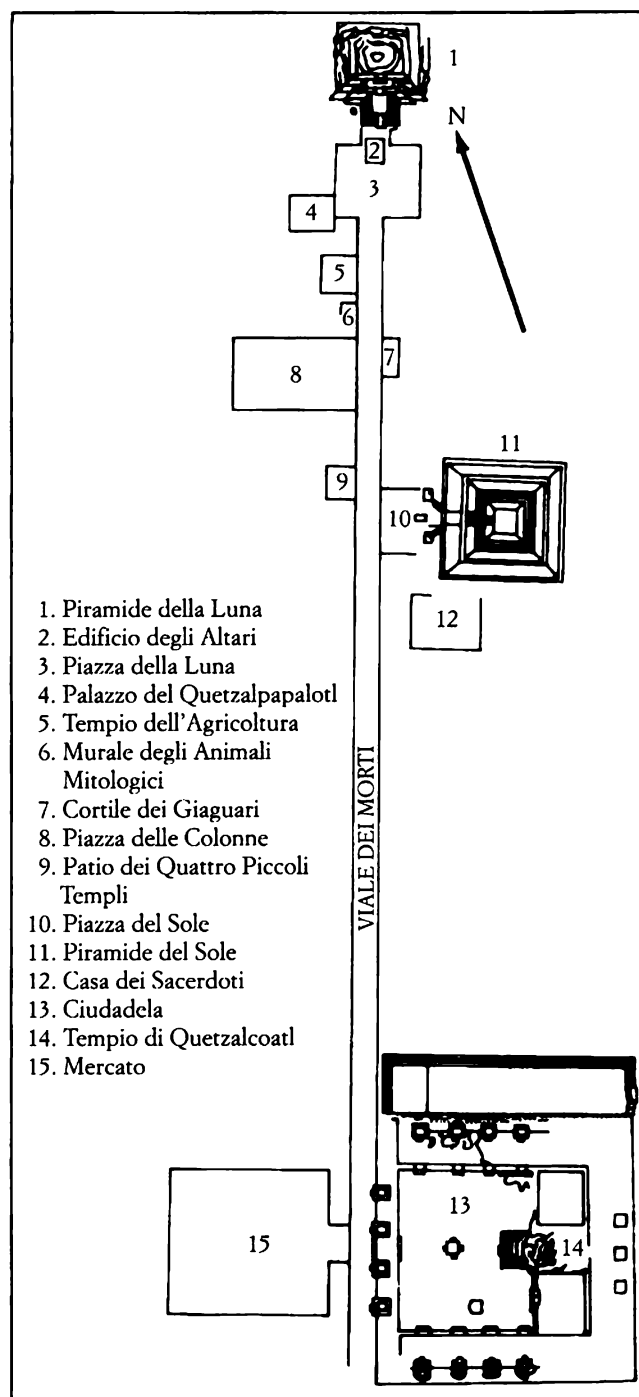 1
N
2
3
4
5
6
7
8
11
9
10
12
1. Piramide della Luna
2. Edificio degli Altari
3. Piazza della Luna
4. Palazzo del Quetzalpapalotl
5. Tempio dell'Agricoltura
6. Murale degli Animali
Mitologici
7. Cortile dei Giaguari
8. Piazza delle Colonne
9. Patio dei Quattro Piccoli
Templi
10. Piazza del Sole
11. Piramide del Sole
12. Casa dei Sacerdoti
13. Ciudadela
14. Tempio di Quetzalcoatl
15. Mercato
VIALE DEI MORTI
13
14
15